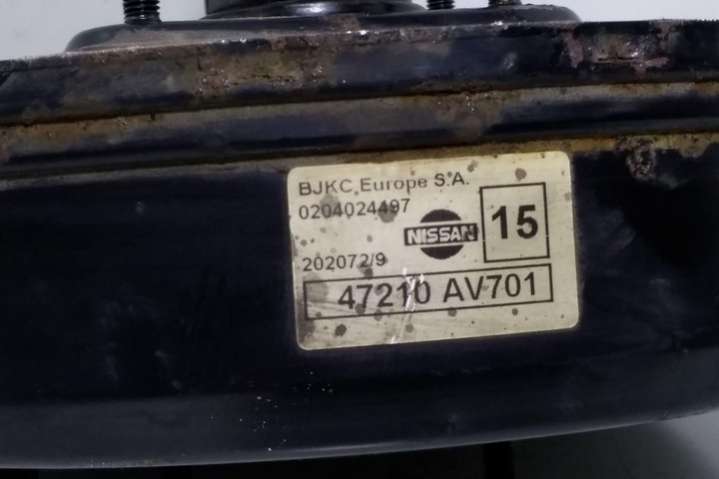 BJKC,Europe S.A.
0204024497
NISSAN
15
202072/9
47210 AV701